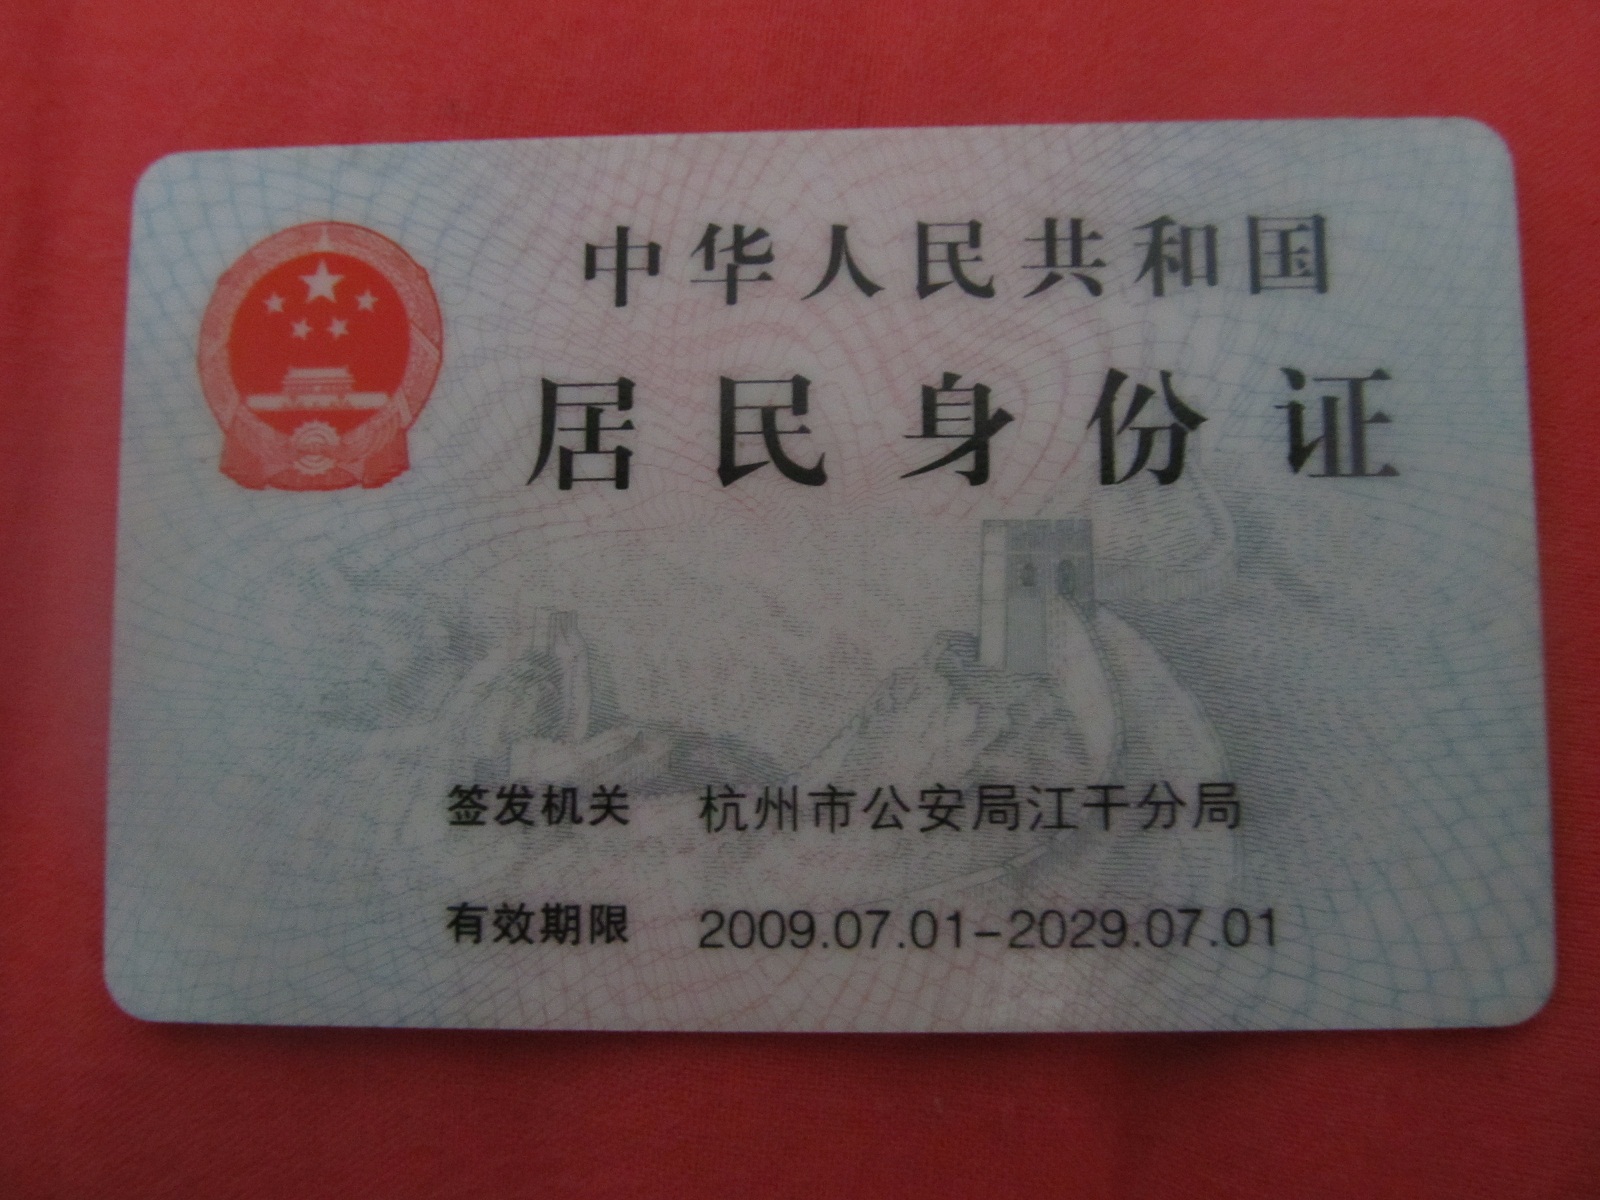 中华人民共和国
居民身份证
签发机关 杭州市公安局江干分局
有效期限 2009.07.01-2029.07.01